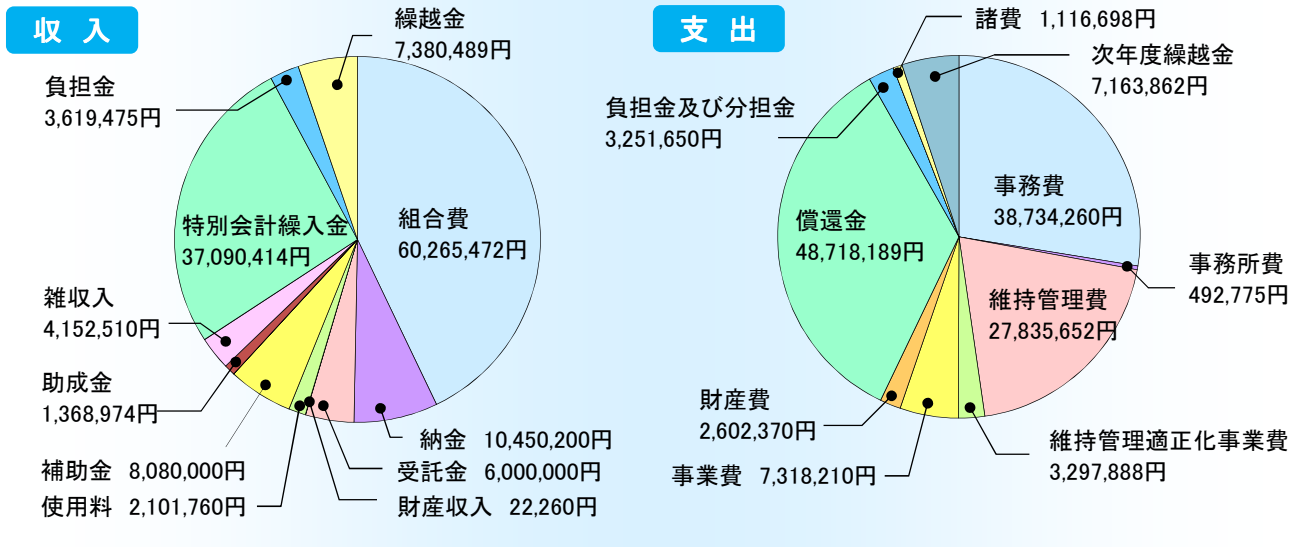 収 入
繰越金
7,380,489円
負担金
3,619,475円
特別会計繰入金
37,090,414円
組合費
60,265,472円
雑収入
4,152,510円
助成金
1,368,974円
補助金 8,080,000円
使用料 2,101,760円
納金 10,450,200円
受託金 6,000,000円
財産収入 22,260円
支 出
諸費 1,116,698円
次年度繰越金
7,163,862円
負担金及び分担金
3,251,650円
事務費
38,734,260円
償還金
48,718,189円
事務所費
492,775円
維持管理費
27,835,652円
財産費
2,602,370円
事業費 7,318,210円
維持管理適正化事業費
3,297,888円